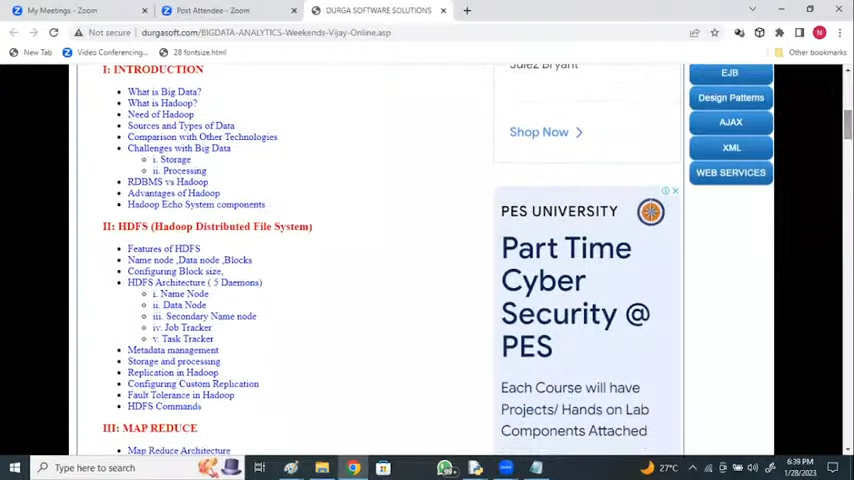 My Meetings - Zoom
Post Attendee - Zoom
DURGA SOFTWARE SOLUTIONS
Not secure
durgasoft.com/BIGDATA-ANALYTICS-Weekends-Vijay-Online.asp
N
New Tab
Video Conferencing...
28 fontsize.html
Other bookmarks
I: INTRODUCTION
What is Big Data?
What is Hadoop?
Need of Hadoop
Sources and Types of Data
Comparison with Other Technologies
Challenges with Big Data
i. Storage
ii. Processing
RDBMS vs Hadoop
Advantages of Hadoop
Hadoop Echo System components
II: HDFS (Hadoop Distributed File System)
Features of HDFS
Name node ,Data node ,Blocks
Configuring Block size,
HDFS Architecture ( 5 Daemons)
i. Name Node
ii. Data Node
iii. Secondary Name node
iv. Job Tracker
v. Task Tracker
Metadata management
Storage and processing
Replication in Hadoop
Configuring Custom Replication
Fault Tolerance in Hadoop
HDFS Commands
III: MAP REDUCE
Map Reduce Architecture
Julez Bryant
Shop Now
PES UNIVERSITY
Part Time
Cyber
Security @
PES
Each Course will have
Projects/ Hands on Lab
Components Attached
EJB
Design Patterns
AJAX
XML
WEB SERVICES
Type here to search
99+
27°C
6:39 PM
1/28/2023